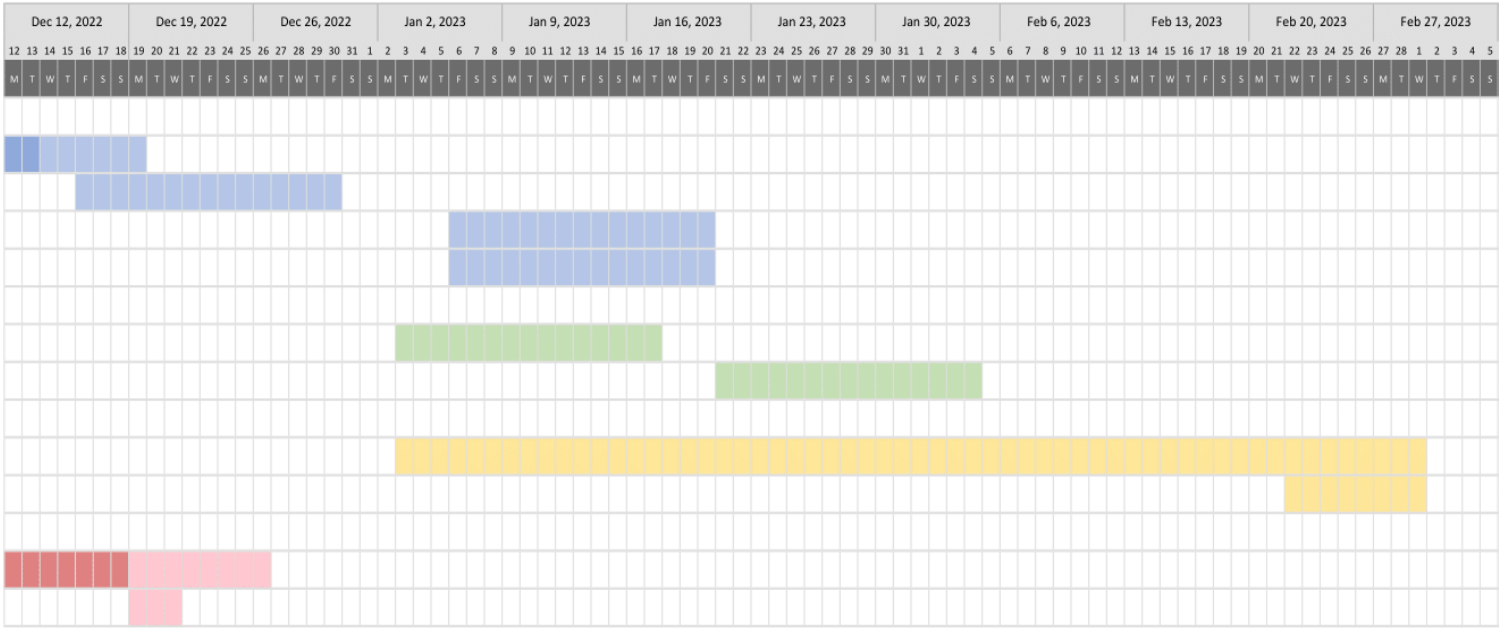 Dec 12, 2022 Dec 19, 2022 Dec 26, 2022 Jan 2, 2023 Jan 9, 2023 Jan 16, 2023 Jan 23, 2023 Jan 30, 2023 Feb 6, 2023 Feb 13, 2023 Feb 20, 2023 Feb 27, 2023
12 13 14 15 16 17 18 19 20 21 22 23 24 25 26 27 28 29 30 31 1 2 3 4 5 6 7 8 9 10 11 12 13 14 15 16 17 18 19 20 21 22 23 24 25 26 27 28 29 30 31 1 2 3 4 5 6 7 8 9 10 11 12 13 14 15 16 17 18 19 20 21 22 23 24 25 26 27 28 1 2 3 4 5
M T W T F S S M T W T F S S M T W T F S S M T W T F S S M T W T F S S M T W T F S S M T W T F S S M T W T F S S M T W T F S S M T W T F S S M T W T F S S M T W T F S S